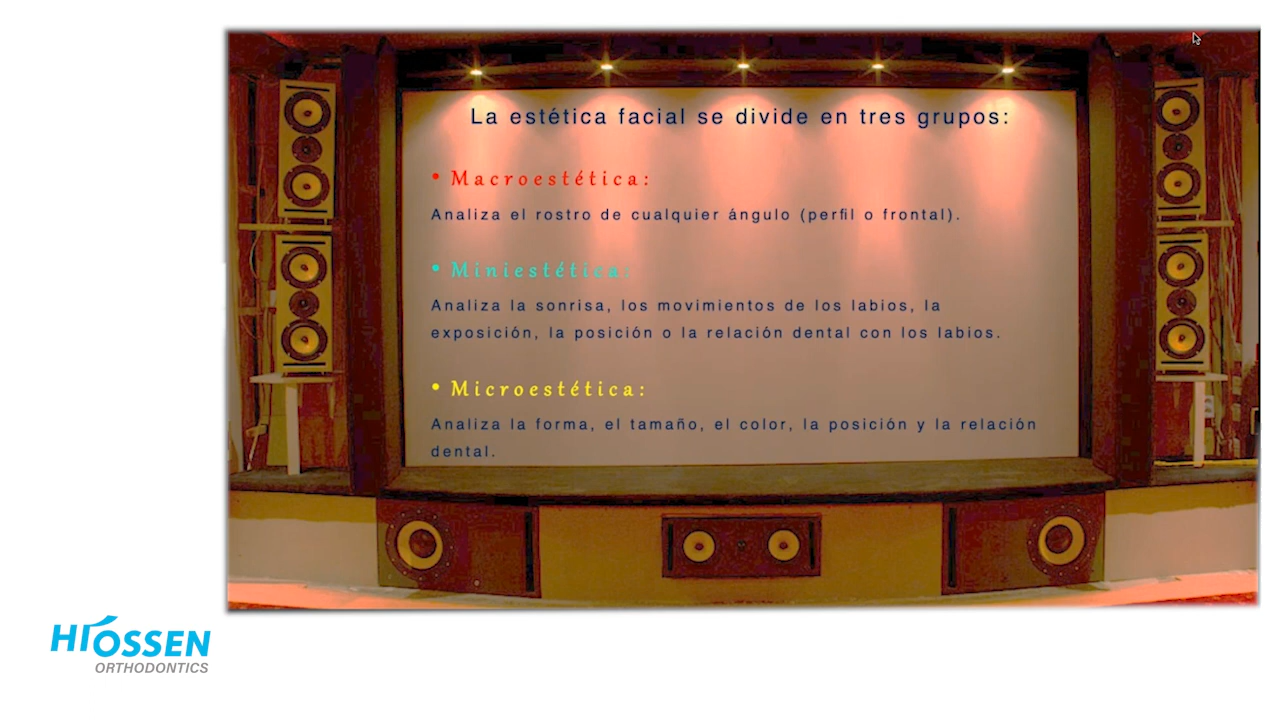 La estética facial se divide en tres grupos:
• Macroestética:
Analiza el rostro de cualquier ángulo (perfil o frontal).
• Miniestética:
Analiza la sonrisa, los movimientos de los labios, la
exposición, la posición o la relación dental con los labios.
• Microestética:
Analiza la forma, el tamaño, el color, la posición y la relación
dental.
HIOSSEN
ORTHODONTICS